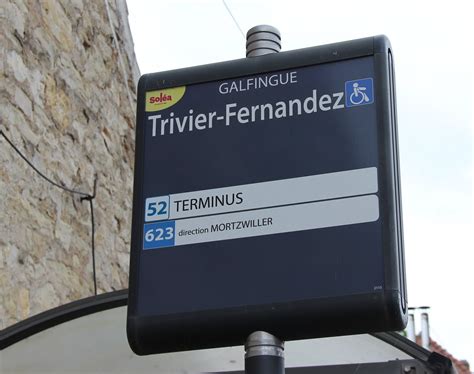 GALFINGUE
Soléa
Trivier-Fernandez
52 TERMINUS
623 direction MORTZWILLER